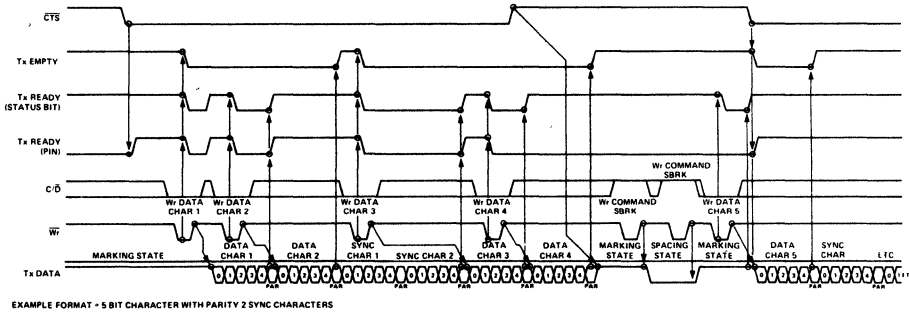 CTS
Tx EMPTY
Tx READY
(STATUS BIT)
Tx READY
(PIN)
C/D
Wr DATA
CHAR 1
Wr DATA
CHAR 2
Wr DATA
CHAR 3
Wr DATA
CHAR 4
Wr COMMAND
SBRK
Wr COMMAND
SBRK
Wr DATA
CHAR 5
Wr
MARKING STATE
DATA
CHAR 1
DATA
CHAR 2
SYNC
CHAR 1
SYNC CHAR 2
DATA
CHAR 3
DATA
CHAR 4
MARKING
STATE
SPACING
STATE
MARKING
STATE
DATA
CHAR 5
SYNC
CHAR
ETC
Tx DATA
PAR
PAR
PAR
PAR
PAR
PAR
PAR
PAR
EXAMPLE FORMAT = 5 BIT CHARACTER WITH PARITY 2 SYNC CHARACTERS